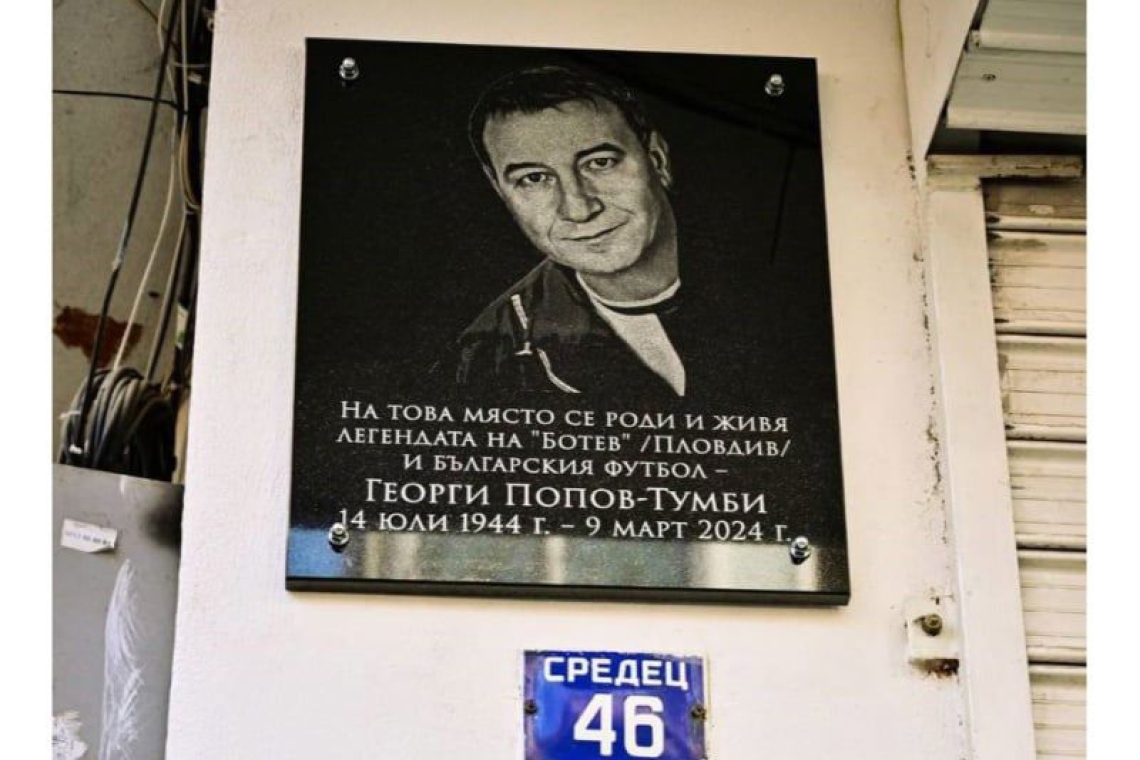 На това място се роди и живя
легендата на "Ботев" /Пловдив/
и българския футбол –
Георги Попов-Тумби
14 юли 1944 г. – 9 март 2024 г.
СРЕДЕЦ
46